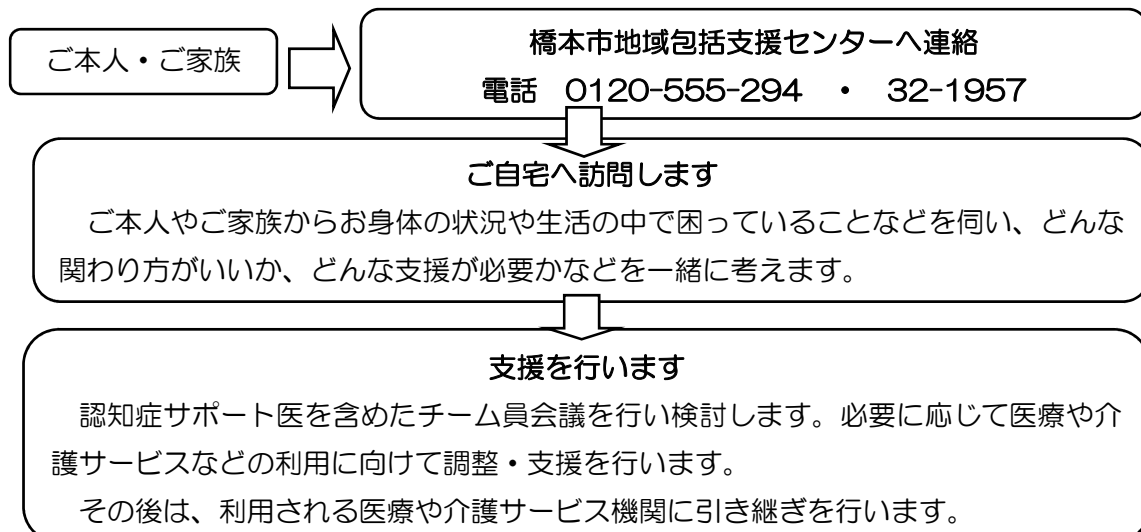 ご本人・ご家族
橋本市地域包括支援センターへ連絡
電話　0120-555-294　・　32-1957
ご自宅へ訪問します
ご本人やご家族からお身体の状況や生活の中で困っていることなどを伺い、どんな
関わり方がいいか、どんな支援が必要かなどを一緒に考えます。
支援を行います
認知症サポート医を含めたチーム員会議を行い検討します。必要に応じて医療や介
護サービスなどの利用に向けて調整・支援を行います。
その後は、利用される医療や介護サービス機関に引き継ぎを行います。